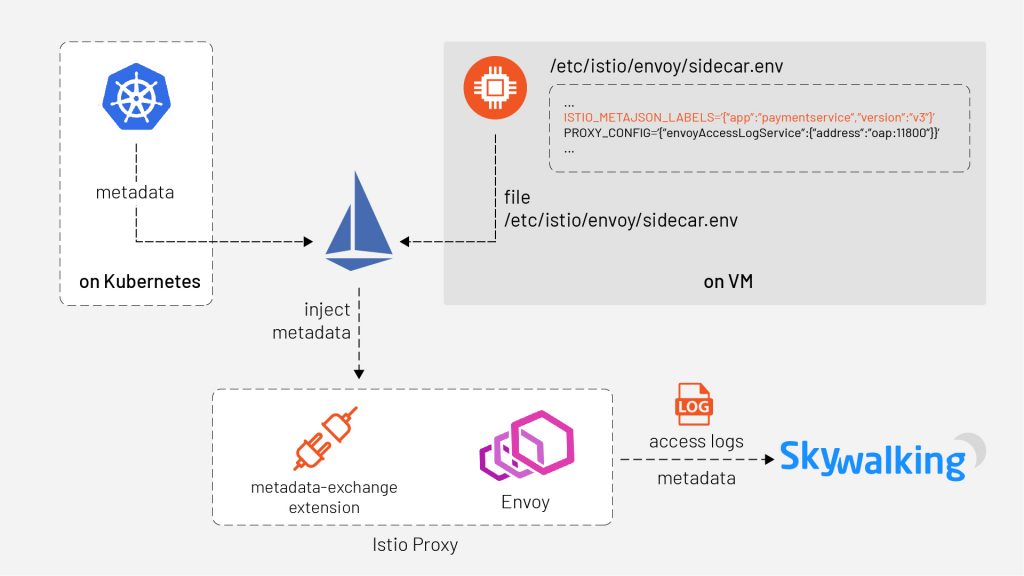 metadata
on Kubernetes
/etc/istio/envoy/sidecar.env
...
ISTIO_METAJSON_LABELS='{"app":"paymentservice","version":"v3"}'
PROXY_CONFIG='{"envoyAccessLogService":{"address":"oap:11800"}}'
...
file
/etc/istio/envoy/sidecar.env
on VM
inject
metadata
metadata-exchange
extension
Envoy
Istio Proxy
LOG
access logs
metadata
Skywalking